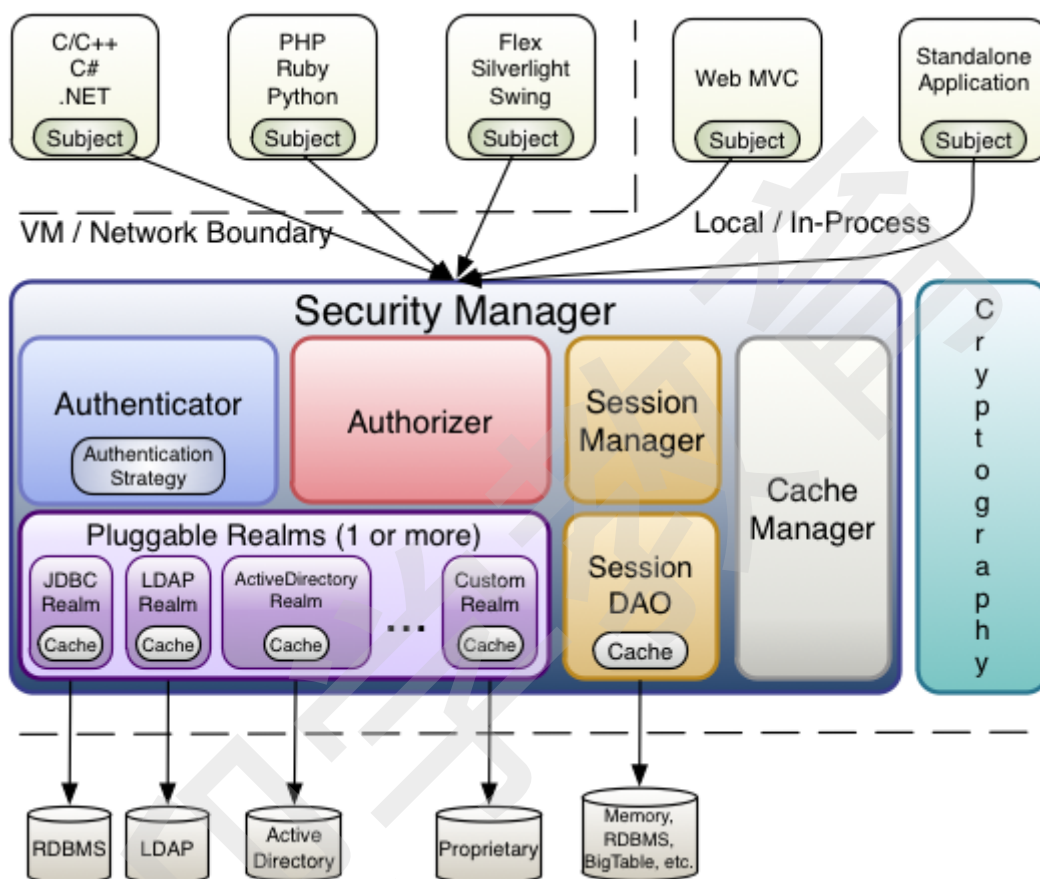 C/C++
C#
.NET
Subject
PHP
Ruby
Python
Subject
Flex
Silverlight
Swing
Subject
Web MVC
Subject
Standalone
Application
Subject
VM / Network Boundary
Local / In-Process
Security Manager
Authenticator
Authentication
Strategy
Authorizer
Session
Manager
Cache
Manager
Cryptography
Pluggable Realms (1 or more)
JDBC
Realm
Cache
LDAP
Realm
Cache
ActiveDirectory
Realm
Cache
...
Custom
Realm
Cache
Session
DAO
Cache
RDBMS
LDAP
Active
Directory
Proprietary
Memory,
RDBMS,
BigTable, etc.